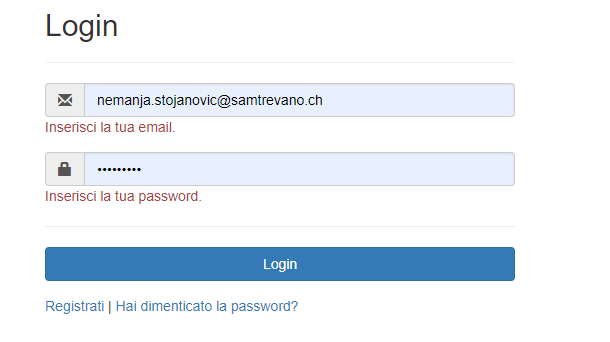 Login
nemanja.stojanovic@samtrevano.ch
Inserisci la tua email.
•••••••••
Inserisci la tua password.
Login
Registrati | Hai dimenticato la password?